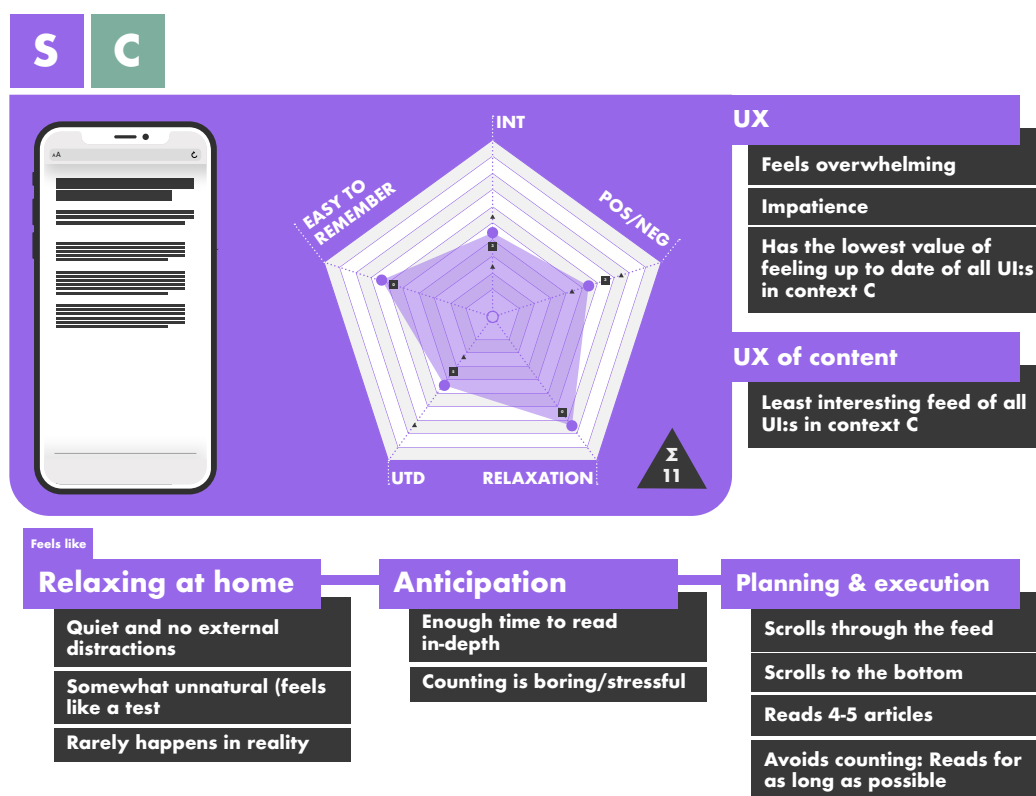 S
C
INT
EASY TO
REMEMBER
POS/NEG
UTD
RELAXATION
Σ
11
AA
UX
Feels overwhelming
Impatience
Has the lowest value of
feeling up to date of all UI:s
in context C
UX of content
Least interesting feed of all
UI:s in context C
Feels like
Relaxing at home
Quiet and no external
distractions
Somewhat unnatural (feels
like a test
Rarely happens in reality
Anticipation
Enough time to read
in-depth
Counting is boring/stressful
Planning & execution
Scrolls through the feed
Scrolls to the bottom
Reads 4-5 articles
Avoids counting: Reads for
as long as possible